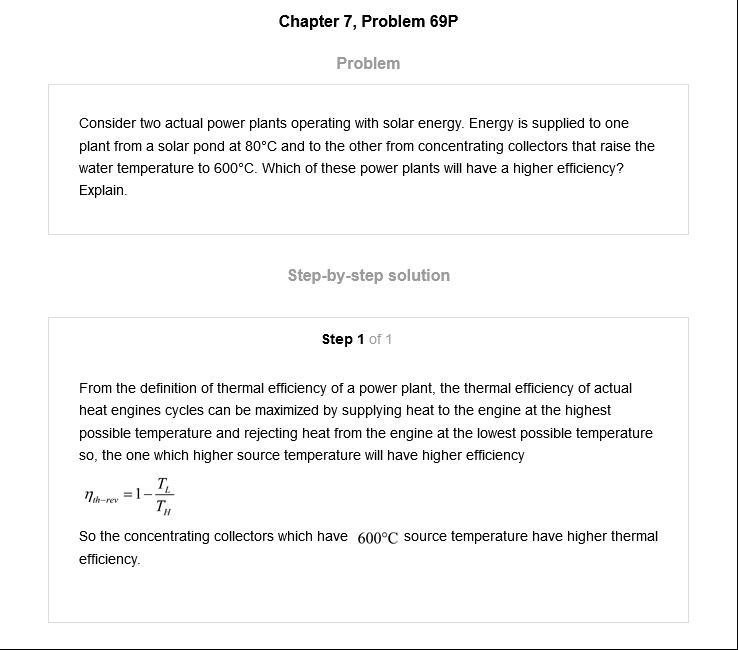 Chapter 7, Problem 69P
Problem
Consider two actual power plants operating with solar energy. Energy is supplied to one
plant from a solar pond at 80°C and to the other from concentrating collectors that raise the
water temperature to 600°C. Which of these power plants will have a higher efficiency?
Explain.
Step-by-step solution
Step 1 of 1
From the definition of thermal efficiency of a power plant, the thermal efficiency of actual
heat engines cycles can be maximized by supplying heat to the engine at the highest
possible temperature and rejecting heat from the engine at the lowest possible temperature
so, the one which higher source temperature will have higher efficiency
η_th-rev = 1 - T_L / T_H
So the concentrating collectors which have 600°C source temperature have higher thermal
efficiency.